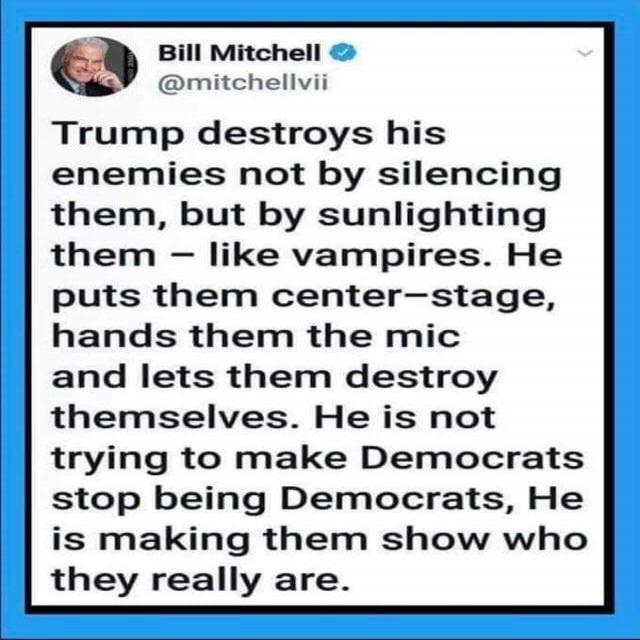 Bill Mitchell
@mitchellvii
Trump destroys his
enemies not by silencing
them, but by sunlighting
them – like vampires. He
puts them center–stage,
hands them the mic
and lets them destroy
themselves. He is not
trying to make Democrats
stop being Democrats, He
is making them show who
they really are.